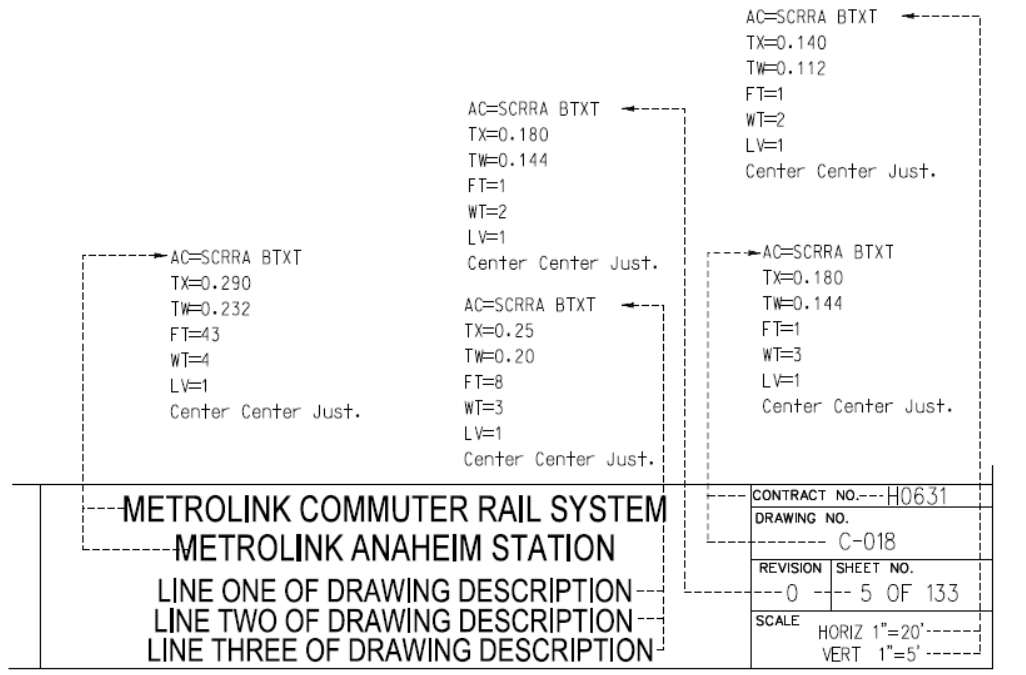 AC=SCRRA BTXT
TX=0.140
TW=0.112
FT=1
WT=2
LV=1
Center Center Just.
AC=SCRRA BTXT
TX=0.180
TW=0.144
FT=1
WT=2
LV=1
Center Center Just.
AC=SCRRA BTXT
TX=0.290
TW=0.232
FT=43
WT=4
LV=1
Center Center Just.
AC=SCRRA BTXT
TX=0.25
TW=0.20
FT=8
WT=3
LV=1
Center Center Just.
AC=SCRRA BTXT
TX=0.180
TW=0.144
FT=1
WT=3
LV=1
Center Center Just.
METROLINK COMMUTER RAIL SYSTEM
METROLINK ANAHEIM STATION
LINE ONE OF DRAWING DESCRIPTION
LINE TWO OF DRAWING DESCRIPTION
LINE THREE OF DRAWING DESCRIPTION
CONTRACT NO. H0631
DRAWING NO.
C-018
REVISION SHEET NO.
0 5 OF 133
SCALE
HORIZ 1"=20'
VERT 1"=5'